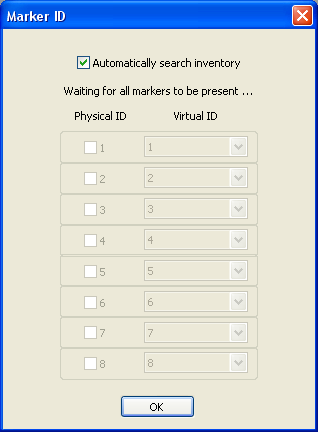 Marker ID
Automatically search inventory
Waiting for all markers to be present ...
Physical ID Virtual ID
1 1
2 2
3 3
4 4
5 5
6 6
7 7
8 8
OK